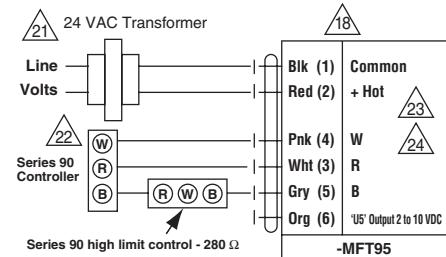 21 24 VAC Transformer 18
Line Blk (1) Common
Volts Red (2) + Hot
23
22 W Pnk (4) W 24
Series 90 Controller R Wht (3) R
B R W B Gry (5) B
Org (6) 'U5' Output 2 to 10 VDC
Series 90 high limit control - 280 Ω -MFT95